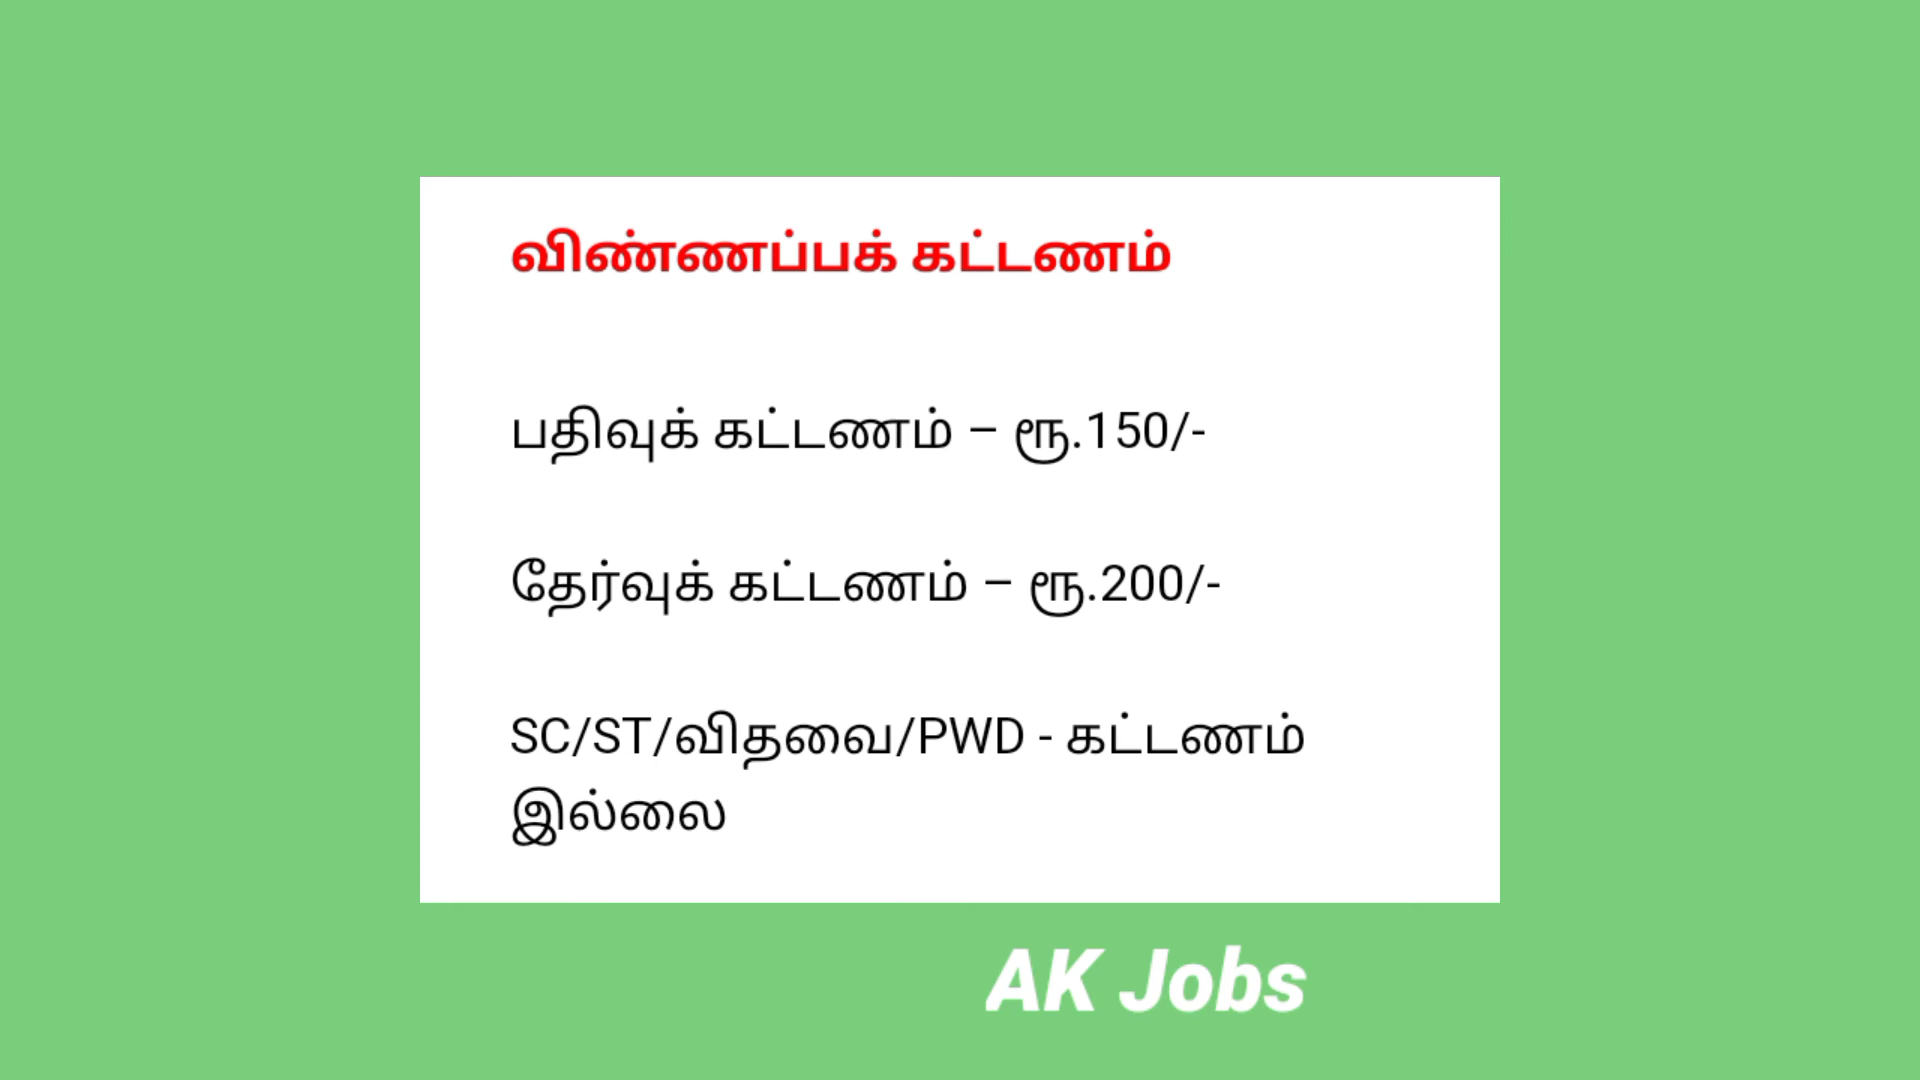 விண்ணப்பக் கட்டணம்
பதிவுக் கட்டணம் – ரூ.150/-
தேர்வுக் கட்டணம் – ரூ.200/-
SC/ST/விதவை/PWD - கட்டணம்
இல்லை
AK Jobs